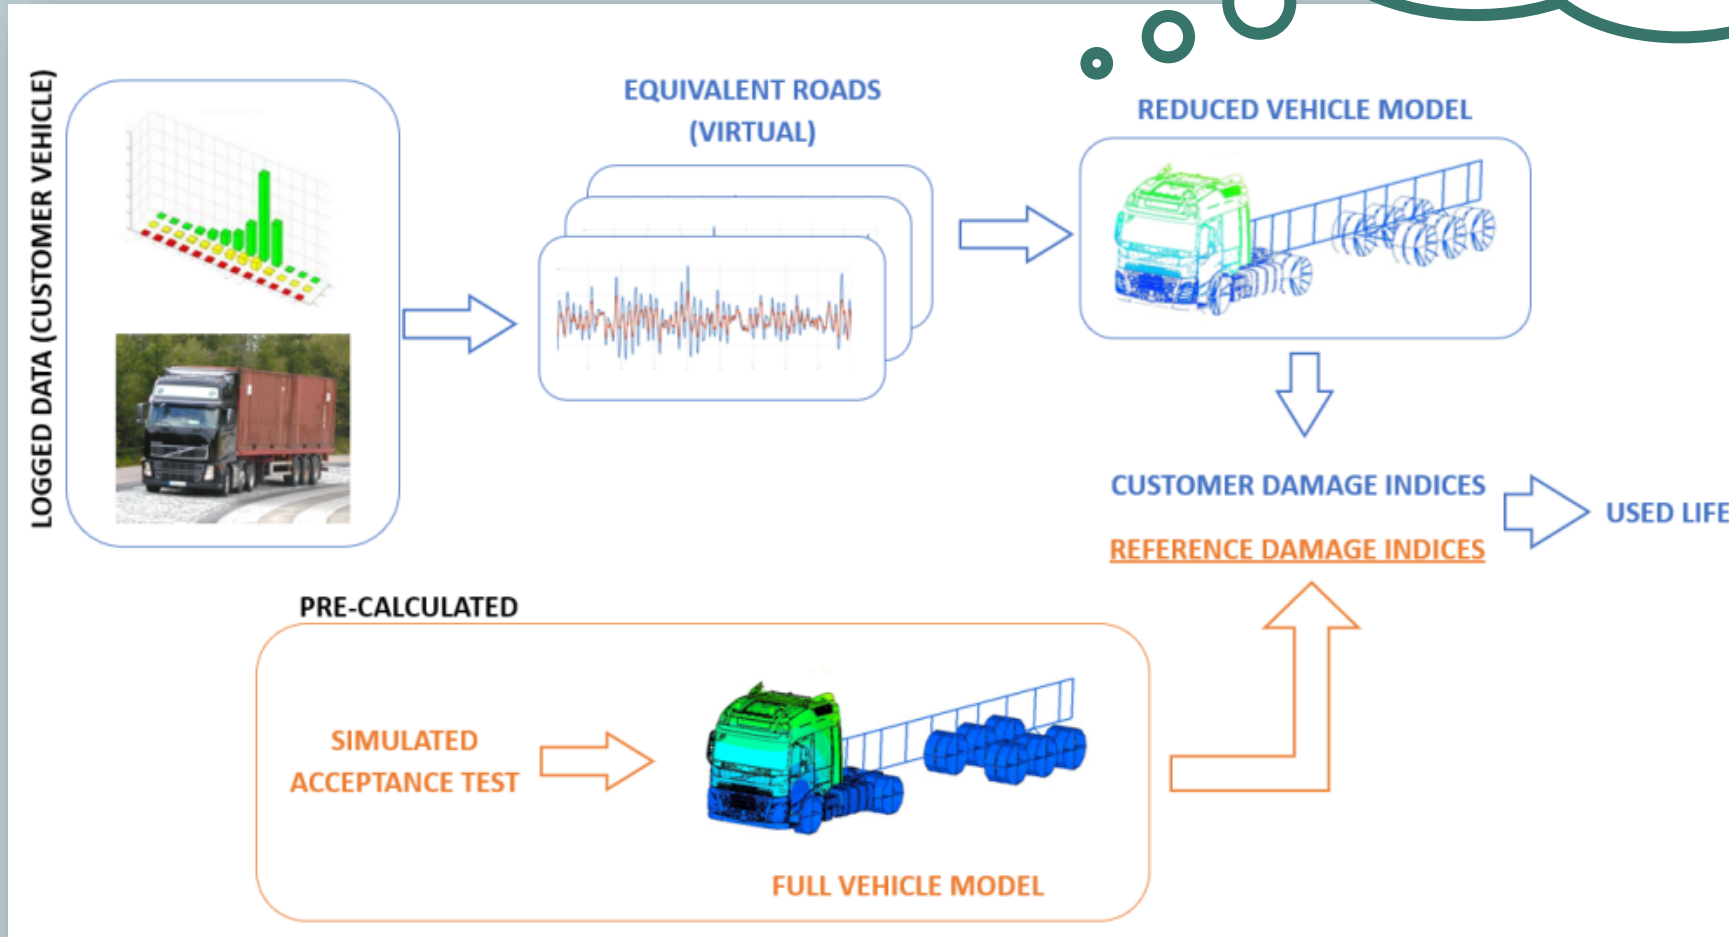 LOGGED DATA (CUSTOMER VEHICLE)
EQUIVALENT ROADS
(VIRTUAL)
REDUCED VEHICLE MODEL
CUSTOMER DAMAGE INDICES
USED LIFE
REFERENCE DAMAGE INDICES
PRE-CALCULATED
SIMULATED
ACCEPTANCE TEST
FULL VEHICLE MODEL